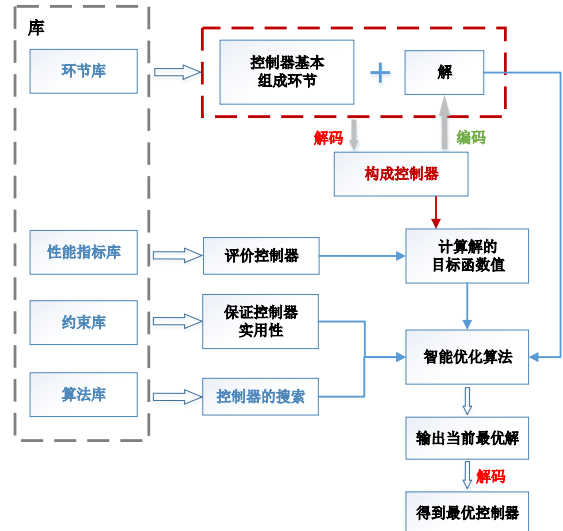 库
环节库
控制器基本
组成环节
+
解
解码
编码
构成控制器
性能指标库
评价控制器
计算解的
目标函数值
约束库
保证控制器
实用性
智能优化算法
算法库
控制器的搜索
输出当前最优解
解码
得到最优控制器